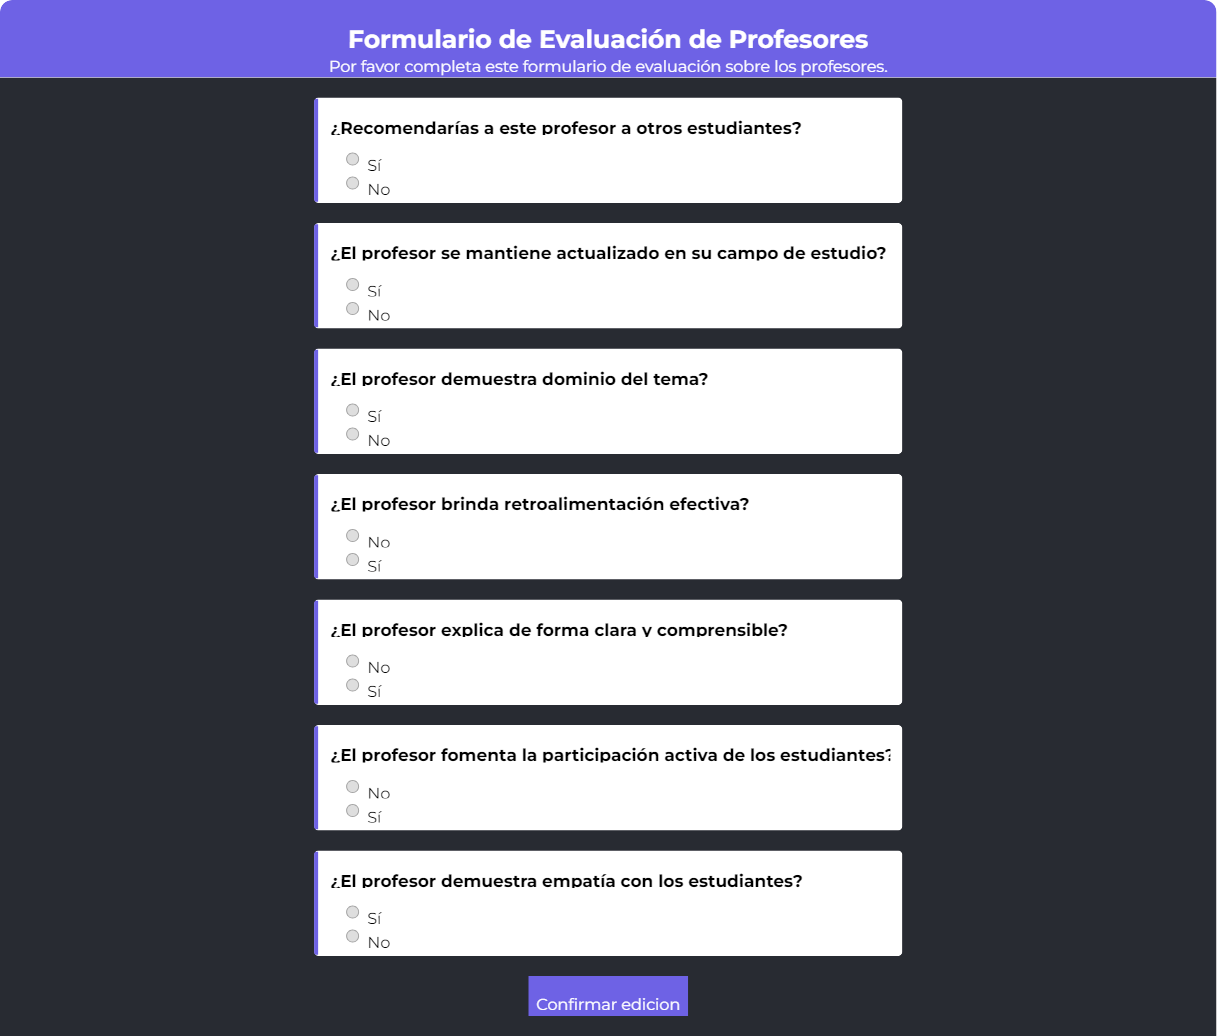 Formulario de Evaluación de Profesores
Por favor completa este formulario de evaluación sobre los profesores.
¿Recomendarías a este profesor a otros estudiantes?
Sí
No
¿El profesor se mantiene actualizado en su campo de estudio?
Sí
No
¿El profesor demuestra dominio del tema?
Sí
No
¿El profesor brinda retroalimentación efectiva?
No
Sí
¿El profesor explica de forma clara y comprensible?
No
Sí
¿El profesor fomenta la participación activa de los estudiantes?
No
Sí
¿El profesor demuestra empatía con los estudiantes?
Sí
No
Confirmar edicion